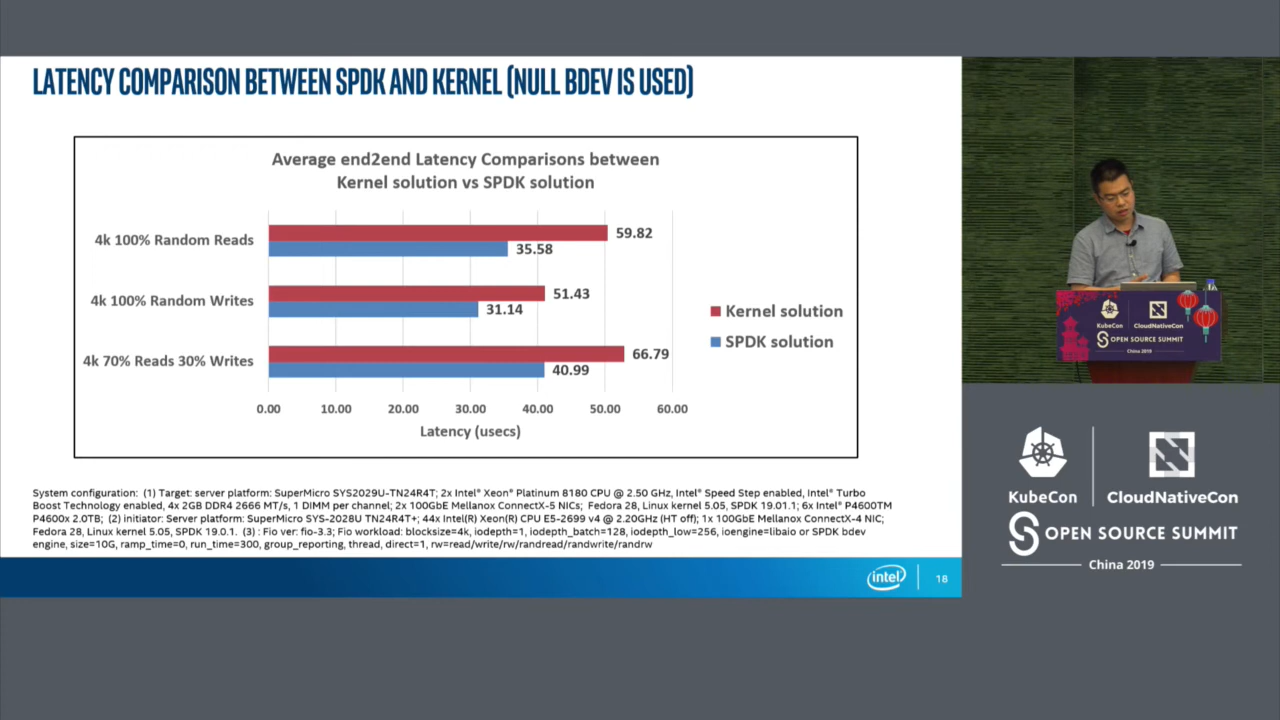 LATENCY COMPARISON BETWEEN SPDK AND KERNEL (NULL BDEV IS USED)
Average end2end Latency Comparisons between
Kernel solution vs SPDK solution
4k 100% Random Reads
59.82
35.58
4k 100% Random Writes
51.43
31.14
4k 70% Reads 30% Writes
66.79
40.99
0.00 10.00 20.00 30.00 40.00 50.00 60.00
Latency (usecs)
Kernel solution
SPDK solution
System configuration: (1) Target: server platform: SuperMicro SYS2029U-TN24R4T; 2x Intel® Xeon® Platinum 8180 CPU @ 2.50 GHz, Intel® Speed Step enabled, Intel® Turbo
Boost Technology enabled, 4x 2GB DDR4 2666 MT/s, 1 DIMM per channel; 2x 100GbE Mellanox ConnectX-5 NICs; Fedora 28, Linux kernel 5.05, SPDK 19.01.1; 6x Intel® P4600TM
P4600x 2.0TB; (2) initiator: Server platform: SuperMicro SYS-2028U TN24R4T+; 44x Intel(R) Xeon(R) CPU E5-2699 v4 @ 2.20GHz (HT off); 1x 100GbE Mellanox ConnectX-4 NIC;
Fedora 28, Linux kernel 5.05, SPDK 19.0.1. (3) : Fio ver: fio-3.3; Fio workload: blocksize=4k, iodepth=1, iodepth_batch=128, iodepth_low=256, ioengine=libaio or SPDK bdev
engine, size=10G, ramp_time=0, run_time=300, group_reporting, thread, direct=1, rw=read/write/rw/randread/randwrite/randrw
intel
18
KubeCon CloudNativeCon
OPEN SOURCE SUMMIT
China 2019
KubeCon CloudNativeCon
OPEN SOURCE SUMMIT
China 2019